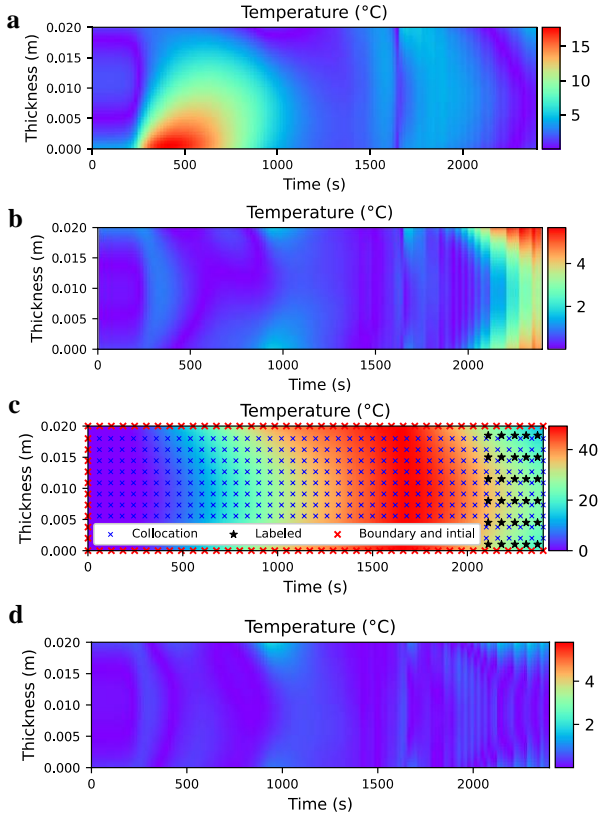 a
Temperature (°C)
Thickness (m)
0.020
0.015
0.010
0.005
0.000
0 500 1000 1500 2000
Time (s)
15
10
5
b
Temperature (°C)
Thickness (m)
0.020
0.015
0.010
0.005
0.000
0 500 1000 1500 2000
Time (s)
4
2
c
Temperature (°C)
Thickness (m)
0.020
0.015
0.010
0.005
0.000
Collocation Labeled Boundary and intial
0 500 1000 1500 2000
Time (s)
40
20
0
d
Temperature (°C)
Thickness (m)
0.020
0.015
0.010
0.005
0.000
0 500 1000 1500 2000
Time (s)
4
2